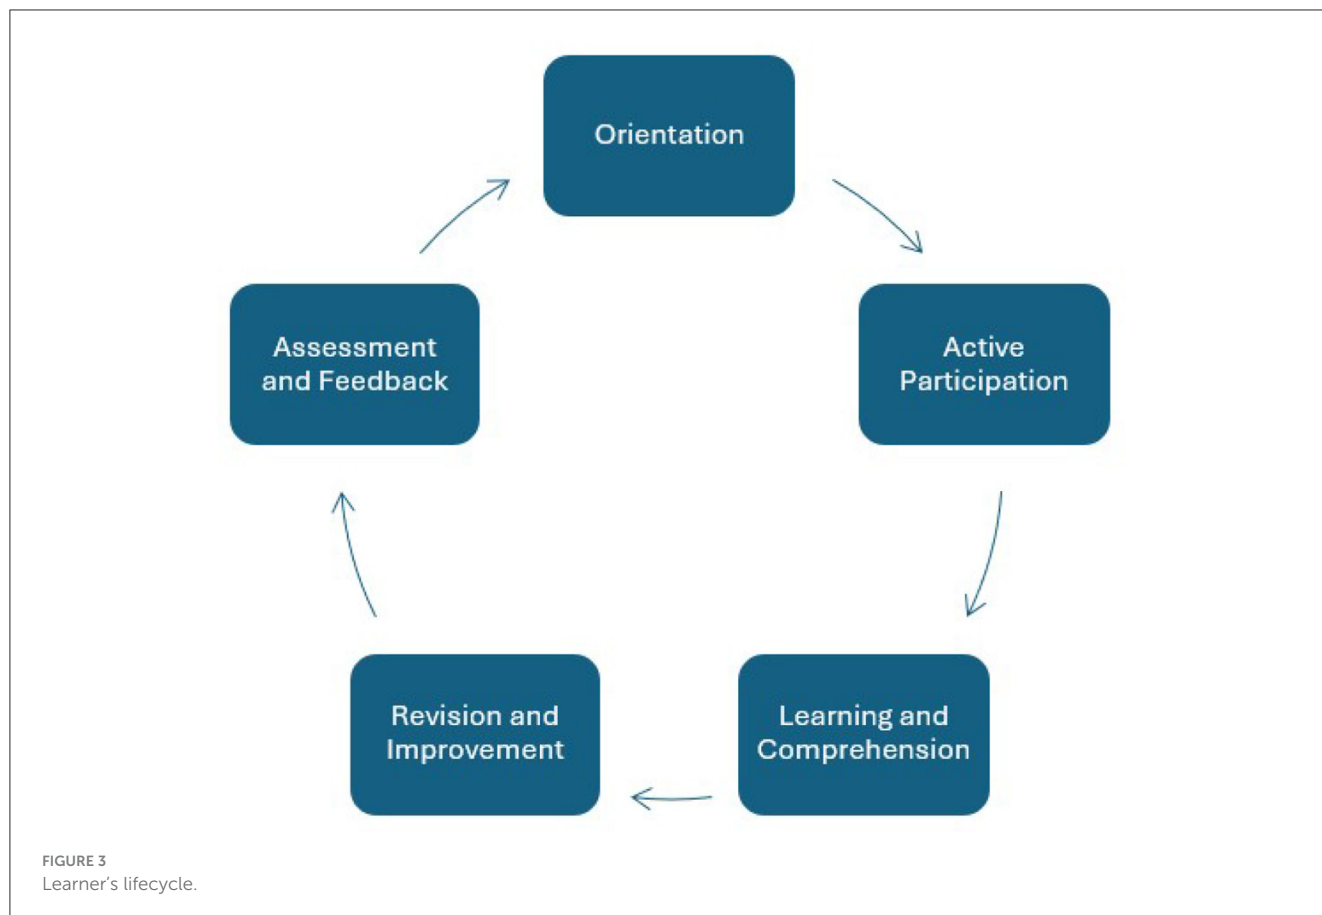 Orientation
Active
Participation
Learning and
Comprehension
Revision and
Improvement
Assessment
and Feedback
FIGURE 3
Learner's lifecycle.